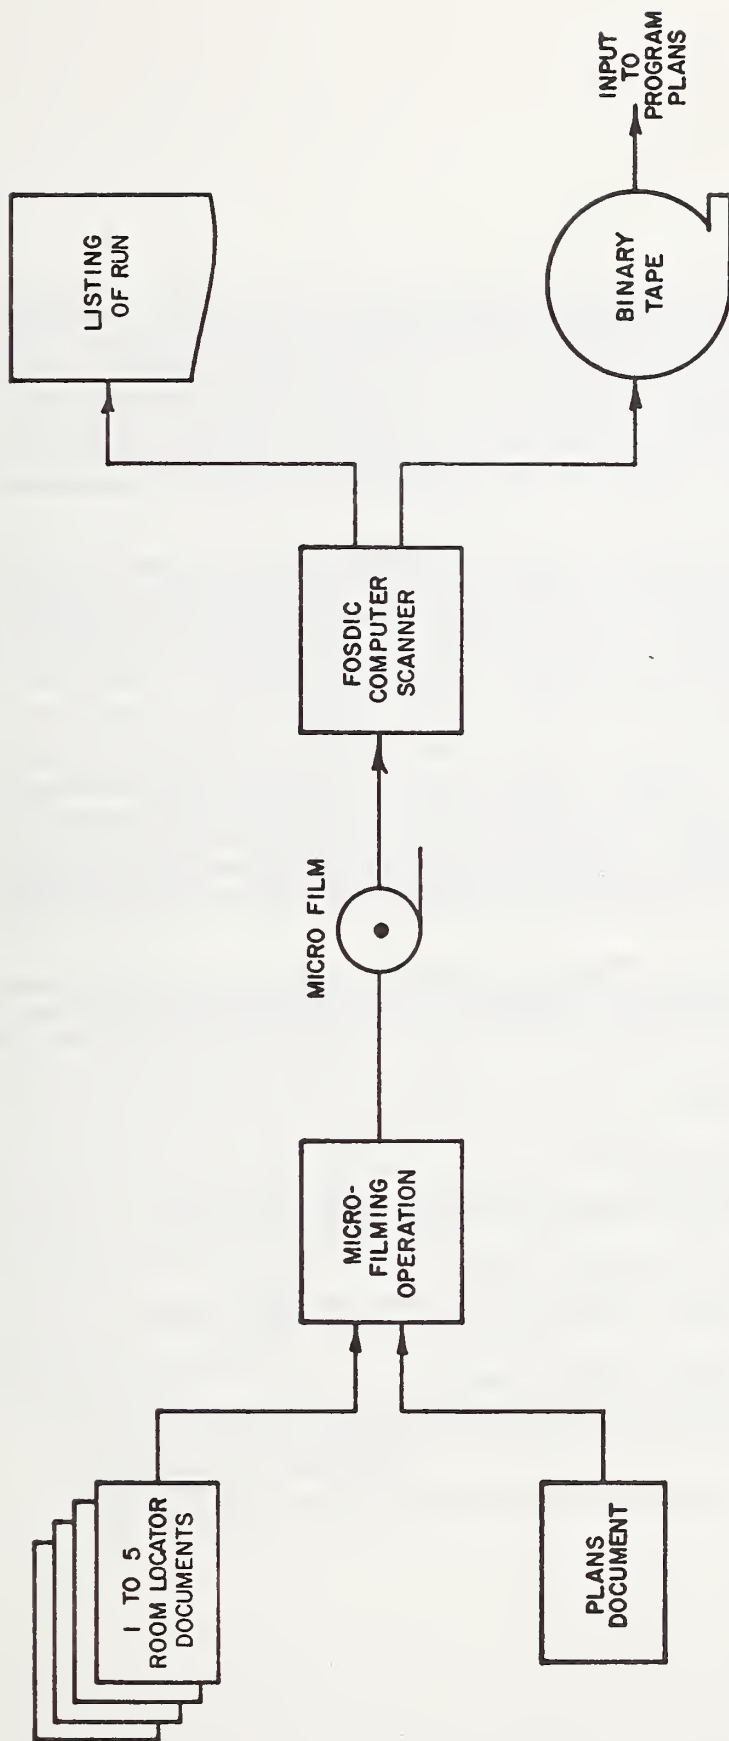 1 TO 5
ROOM LOCATOR
DOCUMENTS
PLANS
DOCUMENT
MICRO-
FILMING
OPERATION
MICRO FILM
FOSDIC
COMPUTER
SCANNER
LISTING
OF RUN
BINARY
TAPE
INPUT
TO
PROGRAM
PLANS